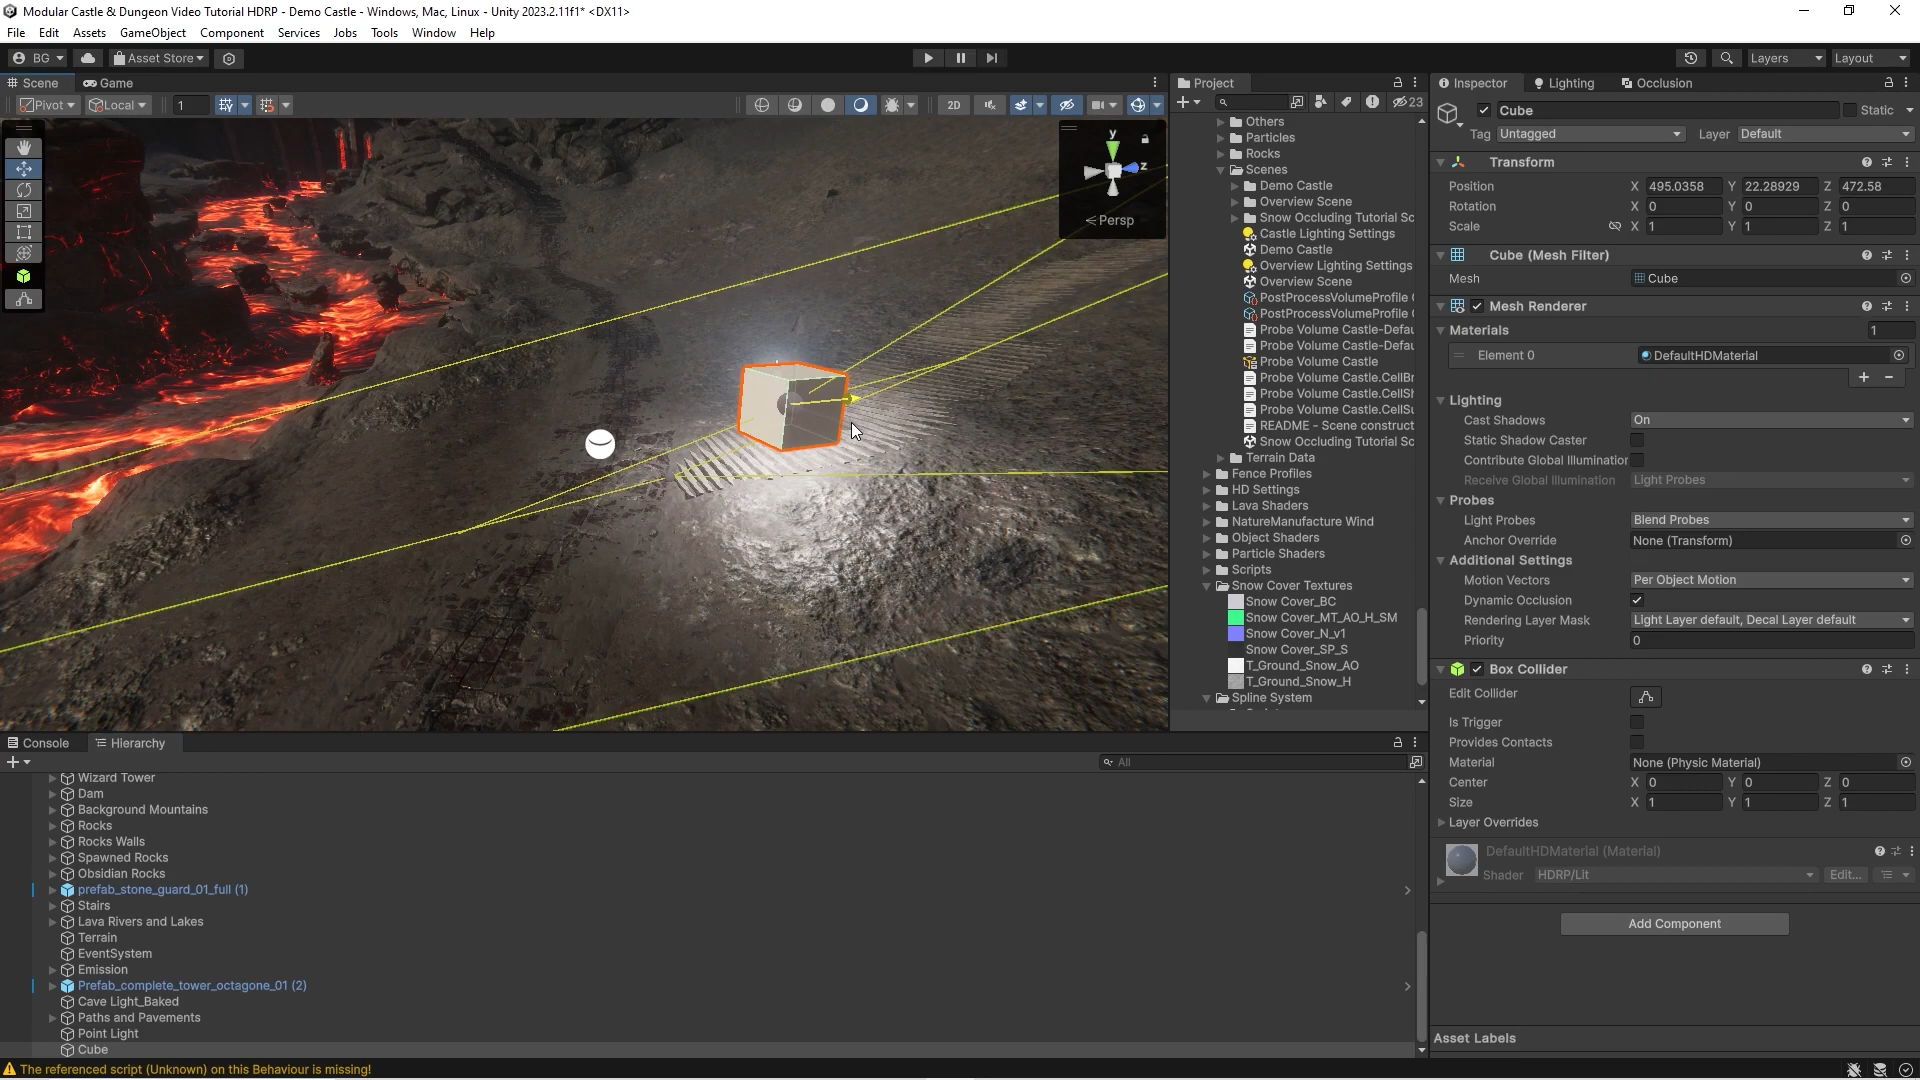 Modular Castle & Dungeon Video Tutorial HDRP - Demo Castle - Windows, Mac, Linux - Unity 2023.2.11f1* <DX11>
File Edit Assets GameObject Component Services Jobs Tools Window Help
BG Asset Store Layers Layout
Scene Game
Pivot Local 1 2D
y
z
Persp
Project
23
Others
Particles
Rocks
Scenes
Demo Castle
Overview Scene
Snow Occluding Tutorial Sc
Castle Lighting Settings
Demo Castle
Overview Lighting Settings
Overview Scene
PostProcessVolumeProfile (
PostProcessVolumeProfile (
Probe Volume Castle-Defau
Probe Volume Castle-Defau
Probe Volume Castle
Probe Volume Castle.CellBr
Probe Volume Castle.CellSh
Probe Volume Castle.CellSu
README - Scene construct
Snow Occluding Tutorial Sc
Terrain Data
Fence Profiles
HD Settings
Lava Shaders
NatureManufacture Wind
Object Shaders
Particle Shaders
Scripts
Snow Cover Textures
Snow Cover_BC
Snow Cover_MT_AO_H_SM
Snow Cover_N_v1
Snow Cover_SP_S
T_Ground_Snow_AO
T_Ground_Snow_H
Spline System
Inspector Lighting Occlusion
Cube Static
Tag Untagged Layer Default
Transform
Position X 495.0358 Y 22.28929 Z 472.58
Rotation X 0 Y 0 Z 0
Scale X 1 Y 1 Z 1
Cube (Mesh Filter)
Mesh Cube
Mesh Renderer
Materials 1
Element 0 DefaultHDMaterial
Lighting
Cast Shadows On
Static Shadow Caster
Contribute Global Illumination
Receive Global Illumination Light Probes
Probes
Light Probes Blend Probes
Anchor Override None (Transform)
Additional Settings
Motion Vectors Per Object Motion
Dynamic Occlusion
Rendering Layer Mask Light Layer default, Decal Layer default
Priority 0
Box Collider
Edit Collider
Is Trigger
Provides Contacts
Material None (Physic Material)
Center X 0 Y 0 Z 0
Size X 1 Y 1 Z 1
Layer Overrides
DefaultHDMaterial (Material)
Shader HDRP/Lit Edit...
Add Component
Asset Labels
Console Hierarchy
All
Wizard Tower
Dam
Background Mountains
Rocks
Rocks Walls
Spawned Rocks
Obsidian Rocks
prefab_stone_guard_01_full (1)
Stairs
Lava Rivers and Lakes
Terrain
EventSystem
Emission
Prefab_complete_tower_octagone_01 (2)
Cave Light_Baked
Paths and Pavements
Point Light
Cube
The referenced script (Unknown) on this Behaviour is missing!